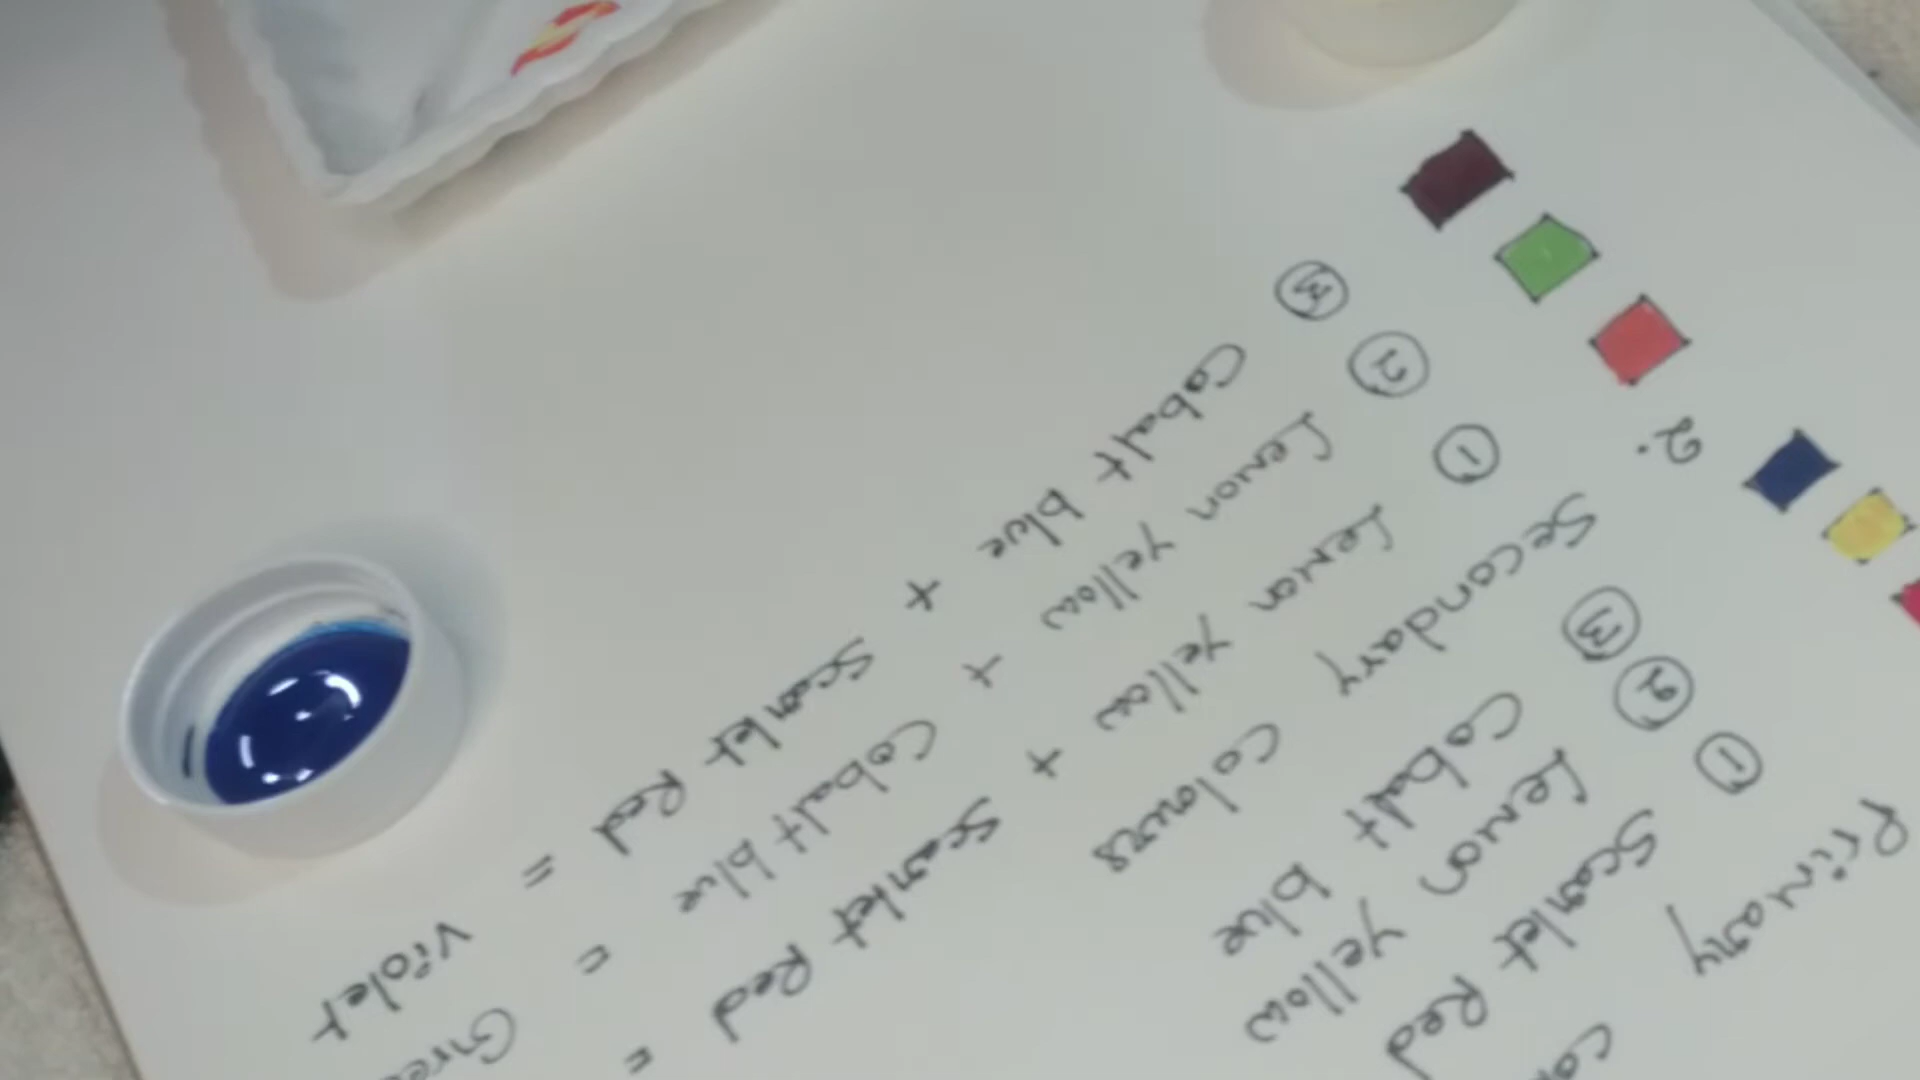 Primary
① Scarlet Red
② Lemon Yellow
③ Cobalt blue
2. Secondary Colours
① Lemon Yellow + Scarlet Red =
② Lemon Yellow + Cobalt blue =
③ Cobalt blue + Scarlet Red = Violet